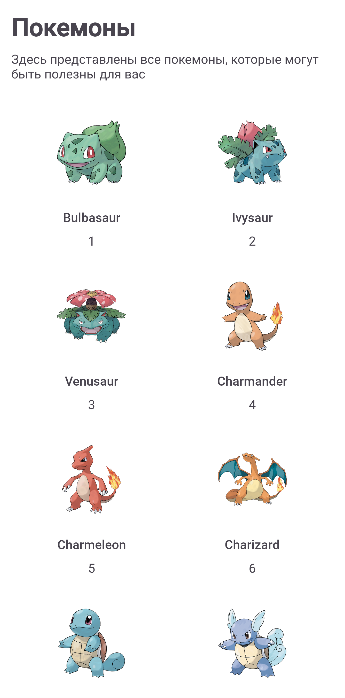 Покемоны
Здесь представлены все покемоны, которые могут
быть полезны для вас
Bulbasaur
Ivysaur
1
2
Venusaur
Charmander
3
4
Charmeleon
Charizard
5
6